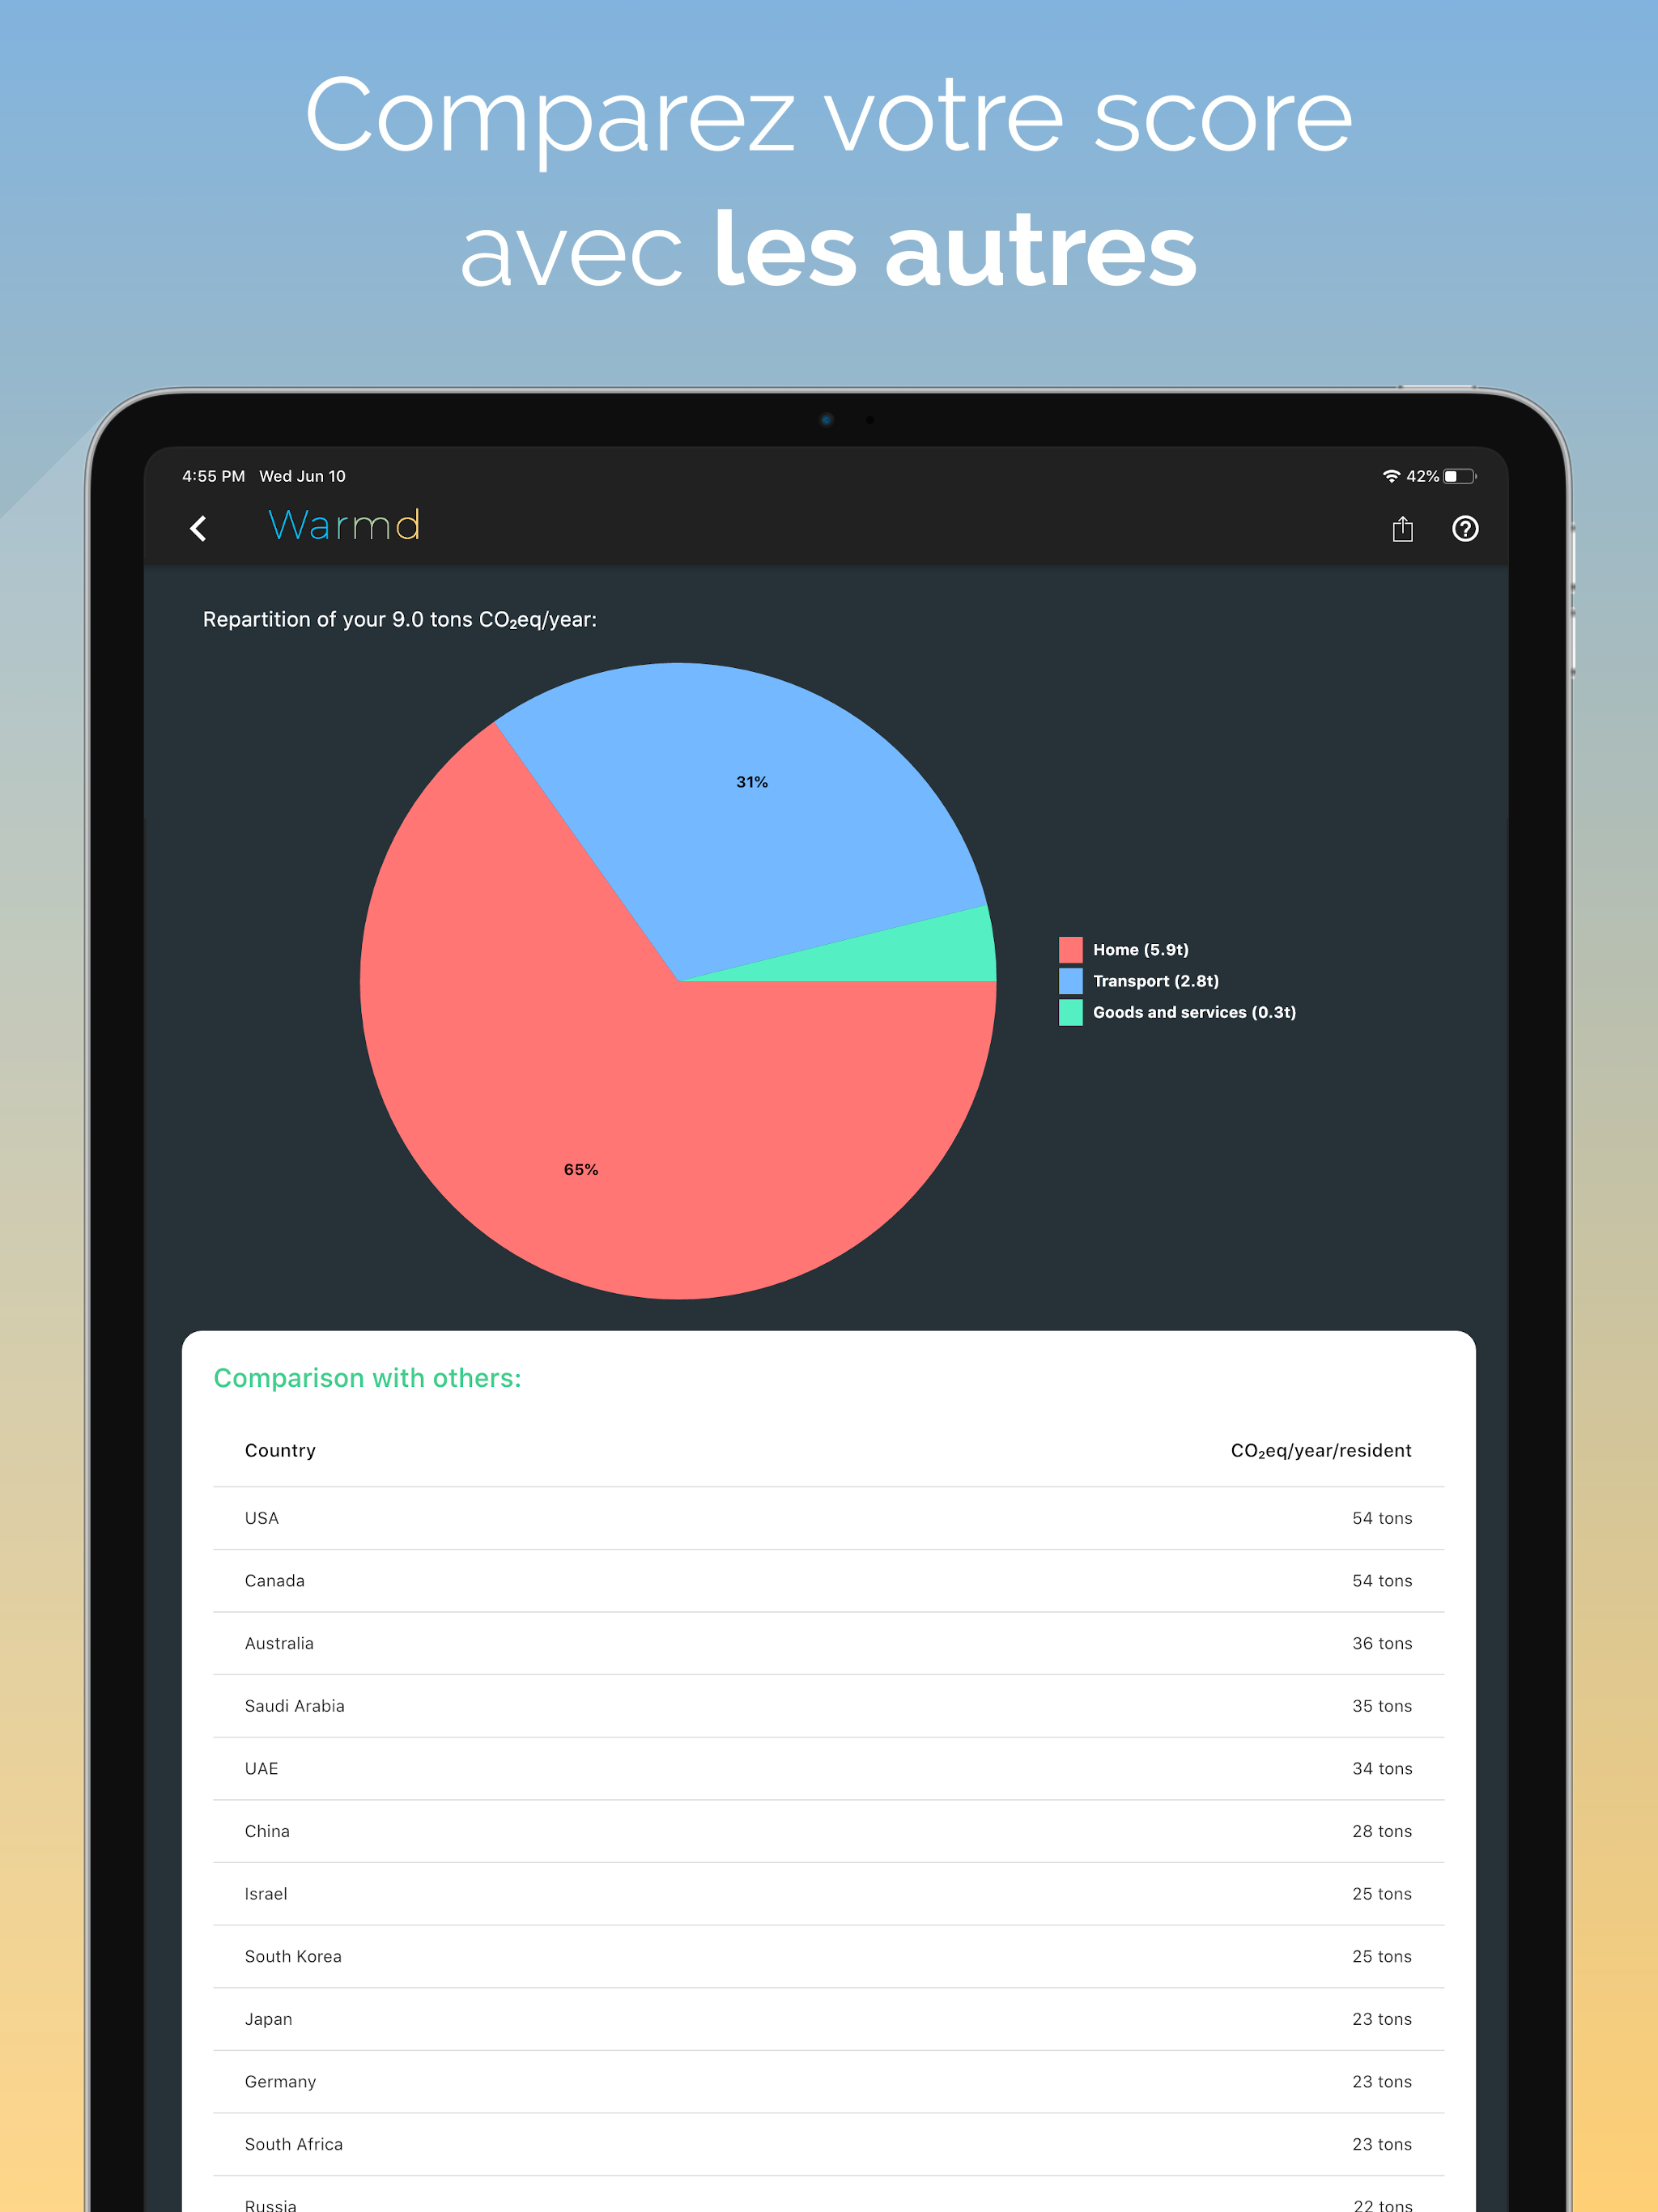 Comparez votre score
avec les autres
4:55 PM Wed Jun 10
42%
Warmd
Repartition of your 9.0 tons CO₂eq/year:
31%
Home (5.9t)
Transport (2.8t)
Goods and services (0.3t)
65%
Comparison with others:
Country CO₂eq/year/resident
USA 54 tons
Canada 54 tons
Australia 36 tons
Saudi Arabia 35 tons
UAE 34 tons
China 28 tons
Israel 25 tons
South Korea 25 tons
Japan 23 tons
Germany 23 tons
South Africa 23 tons
Russia 22 tons